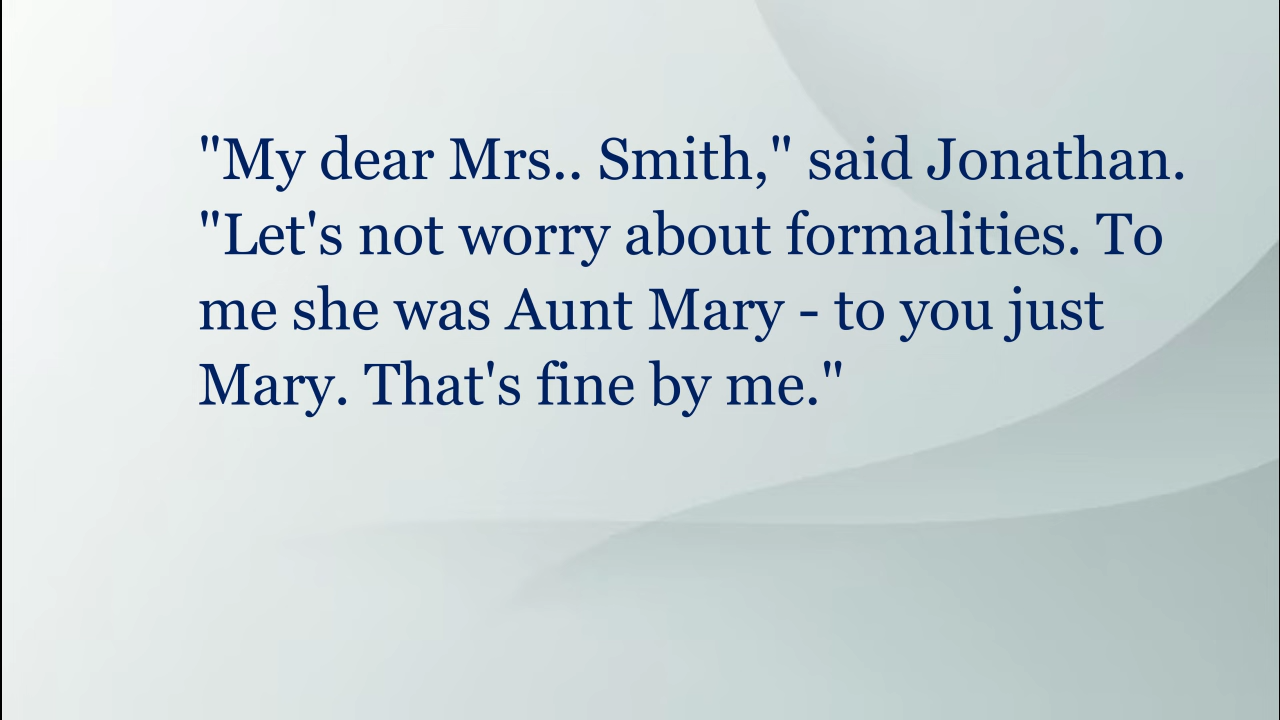 "My dear Mrs.. Smith," said Jonathan.
"Let's not worry about formalities. To
me she was Aunt Mary - to you just
Mary. That's fine by me."